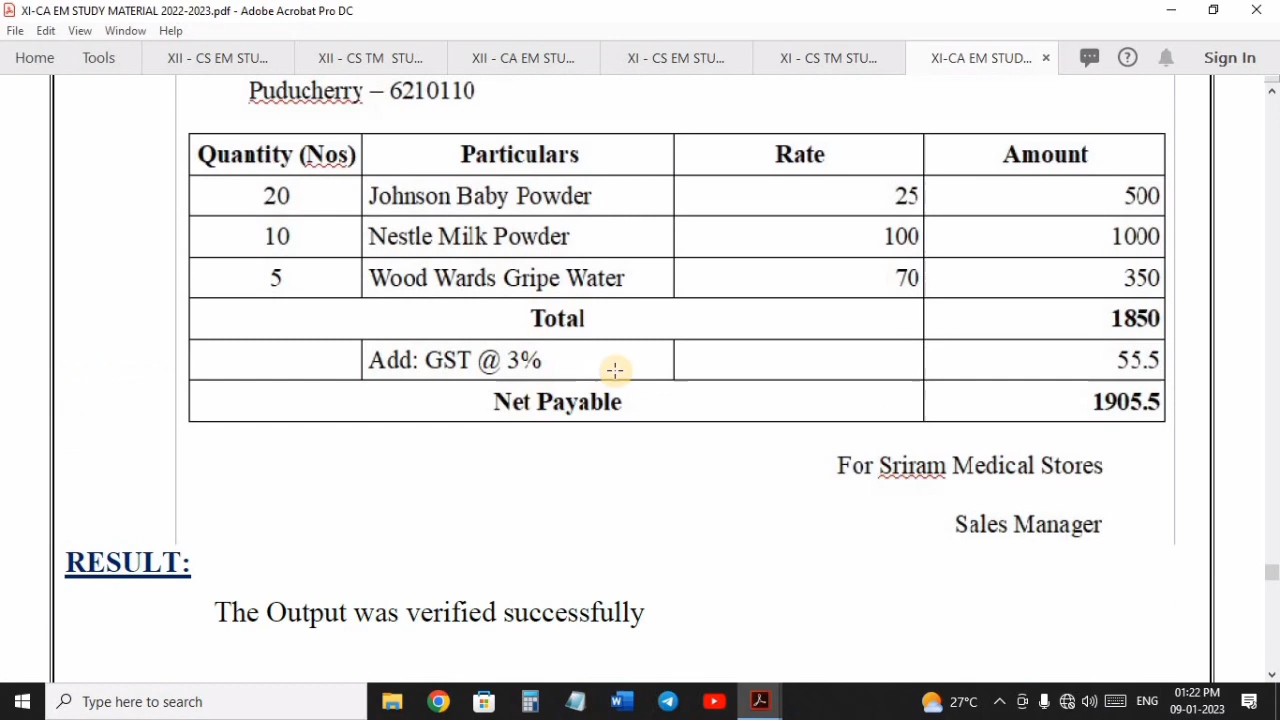 XI-CA EM STUDY MATERIAL 2022-2023.pdf - Adobe Acrobat Pro DC
File Edit View Window Help
Home Tools XII - CS EM STU... XII - CS TM STU... XII - CA EM STU... XI - CS EM STU... XI - CS TM STU... XI-CA EM STUD... × Sign In
Puducherry – 6210110
Quantity (Nos) Particulars Rate Amount
20 Johnson Baby Powder 25 500
10 Nestle Milk Powder 100 1000
5 Wood Wards Gripe Water 70 350
Total 1850
Add: GST @ 3% 55.5
Net Payable 1905.5
For Sriram Medical Stores
Sales Manager
RESULT:
The Output was verified successfully
Type here to search 27°C ENG 01:22 PM
09-01-2023